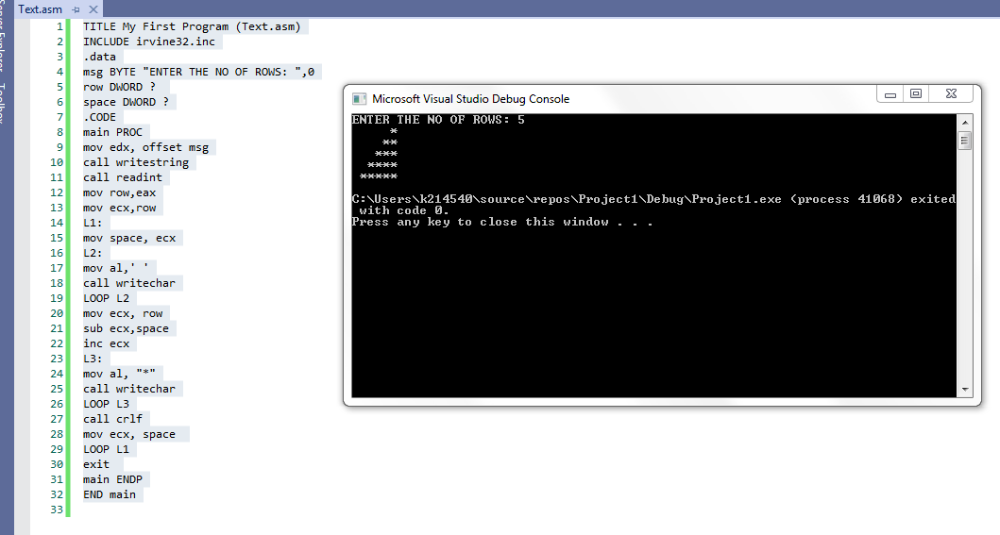 Server Explorer
Toolbox
Text.asm
1 TITLE My First Program (Text.asm)
2 INCLUDE irvine32.inc
3 .data
4 msg BYTE "ENTER THE NO OF ROWS: ",0
5 row DWORD ?
6 space DWORD ?
7 .CODE
8 main PROC
9 mov edx, offset msg
10 call writestring
11 call readint
12 mov row,eax
13 mov ecx,row
14 L1:
15 mov space, ecx
16 L2:
17 mov al,' '
18 call writechar
19 LOOP L2
20 mov ecx, row
21 sub ecx,space
22 inc ecx
23 L3:
24 mov al, "*"
25 call writechar
26 LOOP L3
27 call crlf
28 mov ecx, space
29 LOOP L1
30 exit
31 main ENDP
32 END main
33
Microsoft Visual Studio Debug Console
ENTER THE NO OF ROWS: 5
     *
    **
   ***
  ****
 *****
C:\Users\k214540\source\repos\Project1\Debug\Project1.exe (process 41068) exited
 with code 0.
Press any key to close this window . . .